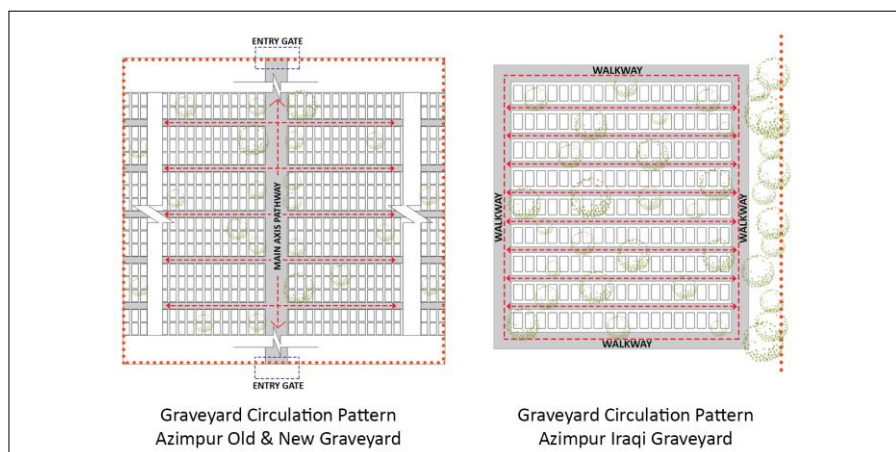 ENTRY GATE
MAIN AXIS PATHWAY
ENTRY GATE
Graveyard Circulation Pattern
Azimpur Old & New Graveyard
WALKWAY
WALKWAY
WALKWAY
WALKWAY
Graveyard Circulation Pattern
Azimpur Iraqi Graveyard